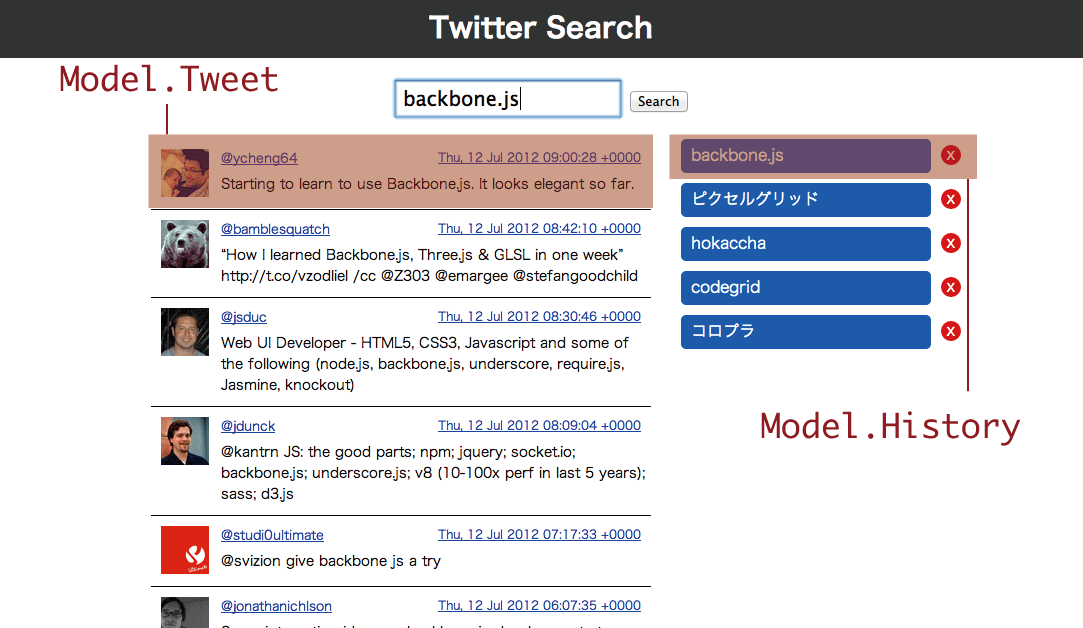 Twitter Search
Model.Tweet
backbone.js
Search
@ycheng64
Thu, 12 Jul 2012 09:00:28 +0000
Starting to learn to use Backbone.js. It looks elegant so far.
@bamblesquatch
Thu, 12 Jul 2012 08:42:10 +0000
“How I learned Backbone.js, Three.js & GLSL in one week”
http://t.co/vzodliel /cc @Z303 @emargee @stefangoodchild
@jsduc
Thu, 12 Jul 2012 08:30:46 +0000
Web UI Developer - HTML5, CSS3, Javascript and some of
the following (node.js, backbone.js, underscore, require.js,
Jasmine, knockout)
@jdunck
Thu, 12 Jul 2012 08:09:04 +0000
@kantrn JS: the good parts; npm; jquery; socket.io;
backbone.js; underscore.js; v8 (10-100x perf in last 5 years);
sass; d3.js
@studi0ultimate
Thu, 12 Jul 2012 07:17:33 +0000
@svizion give backbone js a try
@jonathanichlson
Thu, 12 Jul 2012 06:07:35 +0000
backbone.js
X
ピクセルグリッド
X
hokaccha
X
codegrid
X
コロプラ
X
Model.History